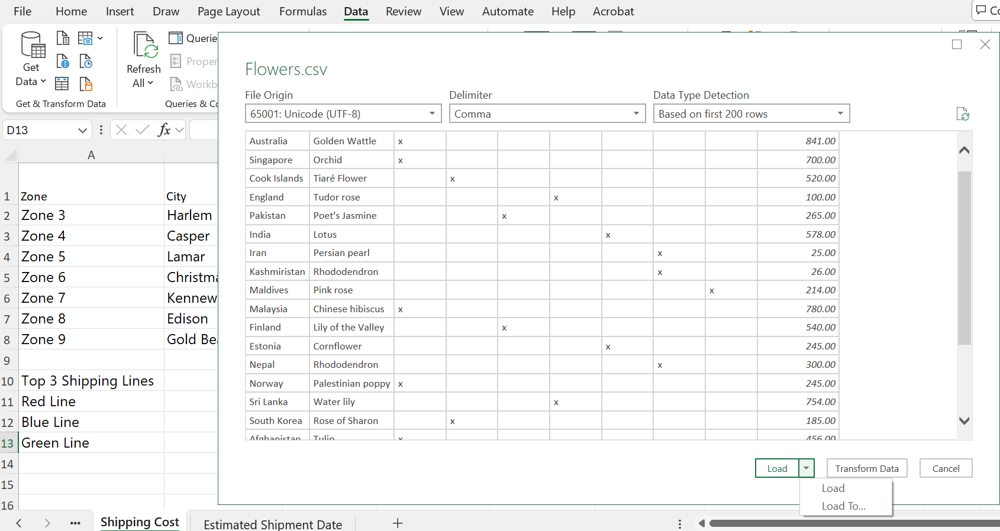 File Home Insert Draw Page Layout Formulas Data Review View Automate Help Acrobat
Get Data
Refresh All
Get & Transform Data
D13
fx
A
1 Zone City
2 Zone 3 Harlem
3 Zone 4 Casper
4 Zone 5 Lamar
5 Zone 6
6 Zone 7
7 Zone 8 Edison
8 Zone 9 Gold
9
10 Top 3 Shipping Lines
11 Red Line
12 Blue Line
13 Green Line
14
15
16
Flowers.csv
File Origin Delimiter Data Type Detection
65001: Unicode (UTF-8) Comma Based on first 200 rows
Australia Golden Wattle x 841.00
Singapore Orchid x 700.00
Cook Islands Tiaré Flower x 520.00
England Tudor rose x 100.00
Pakistan Poet's Jasmine x 265.00
India Lotus x 578.00
Iran Persian pearl x 25.00
Kashmiristan Rhododendron x 26.00
Maldives Pink rose x 214.00
Malaysia Chinese hibiscus x 780.00
Finland Lily of the Valley x 540.00
Estonia Cornflower x 245.00
Nepal Rhododendron x 300.00
Norway Palestinian poppy x 245.00
Sri Lanka Water lily x 754.00
South Korea Rose of Sharon x 185.00
Afghanistan Tulip x 456.00
Load Transform Data Cancel
Load
Load To...
Shipping Cost Estimated Shipment Date